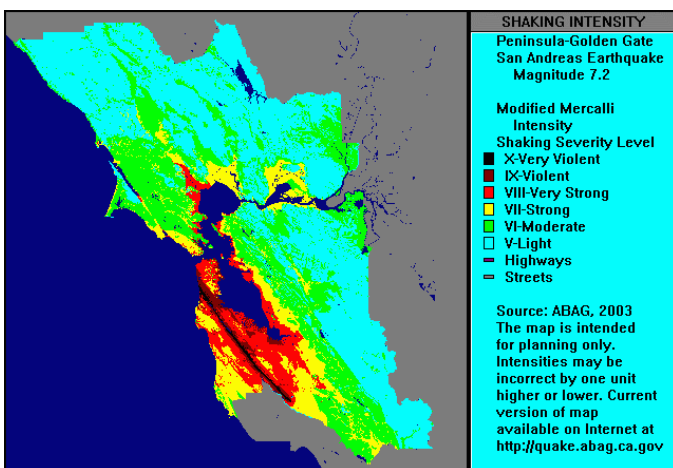 SHAKING INTENSITY
Peninsula-Golden Gate
San Andreas Earthquake
Magnitude 7.2
Modified Mercalli
Intensity
Shaking Severity Level
X-Very Violent
IX-Violent
VIII-Very Strong
VII-Strong
VI-Moderate
V-Light
Highways
Streets
Source: ABAG, 2003
The map is intended
for planning only.
Intensities may be
incorrect by one unit
higher or lower. Current
version of map
available on Internet at
http://quake.abag.ca.gov